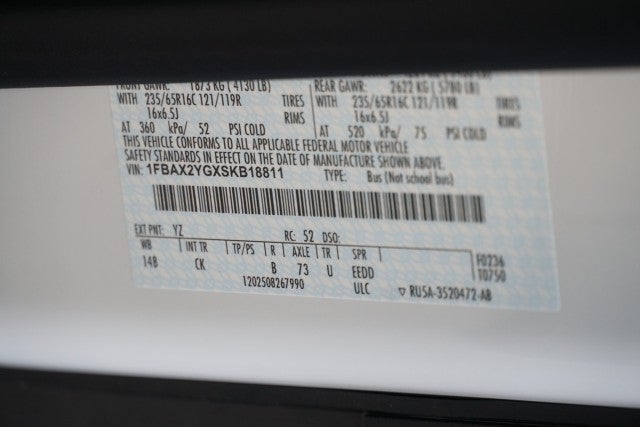 FRONT GAWR: 1873 KG ( 4130 LB) REAR GAWR: 2622 KG ( 5780 LB)
WITH 235/65R16C 121/119R TIRES WITH 235/65R16C 121/119R TIRES
16x6.5J RIMS 16x6.5J RIMS
AT 360 kPa/ 52 PSI COLD AT 520 kPa/ 75 PSI COLD
THIS VEHICLE CONFORMS TO ALL APPLICABLE FEDERAL MOTOR VEHICLE
SAFETY STANDARDS IN EFFECT ON THE DATE OF MANUFACTURE SHOWN ABOVE.
VIN: 1FBAX2YGXSKB18811 TYPE: Bus (Not school bus)
EXT PNT: YZ RC: 52 DSO:
WB INT TR TP/PS R AXLE TR SPR F0236
14B CK B 73 U EEDD T0750
1202508267990 ULC ▽ RU5A-3520472-AB